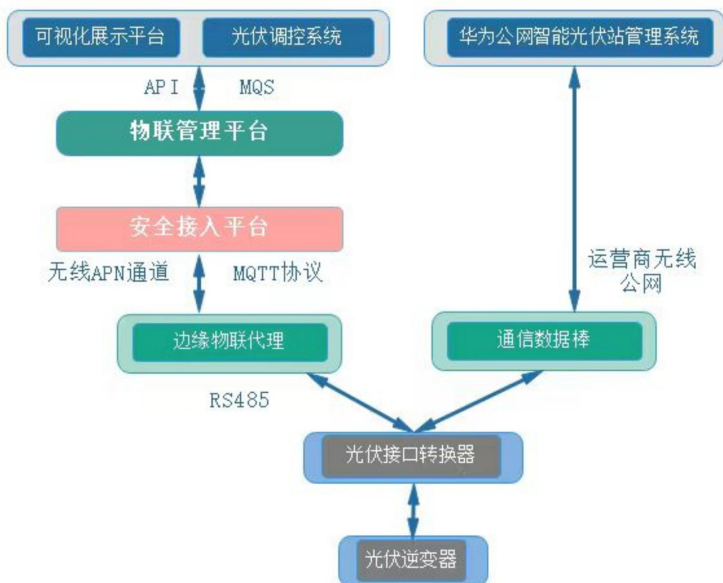 可视化展示平台
光伏调控系统
华为公网智能光伏站管理系统
API
MQS
物联管理平台
安全接入平台
无线APN通道
MQTT协议
运营商无线
公网
边缘物联代理
通信数据棒
RS485
光伏接口转换器
光伏逆变器